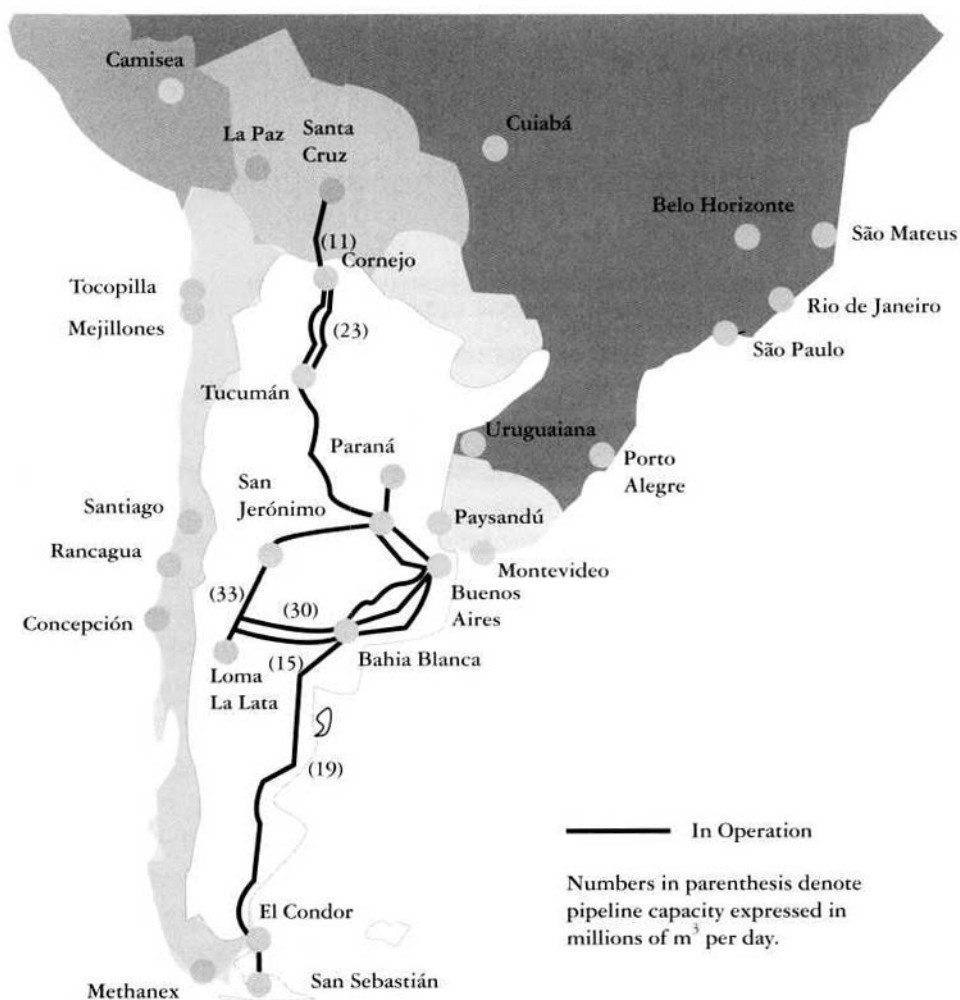 Camisea
La Paz
Santa
Cruz
Cuiabá
Belo Horizonte
São Mateus
(11)
Cornejo
Tocopilla
Mejillones
Rio de Janeiro
(23)
São Paulo
Tucumán
Uruguaiana
Paraná
Porto
Alegre
San
Jerónimo
Santiago
Paysandú
Rancagua
Montevideo
Buenos
Aires
(33)
(30)
Concepción
(15)
Bahia Blanca
Loma
La Lata
(19)
In Operation
Numbers in parenthesis denote
pipeline capacity expressed in
millions of m³ per day.
El Condor
San Sebastián
Methanex